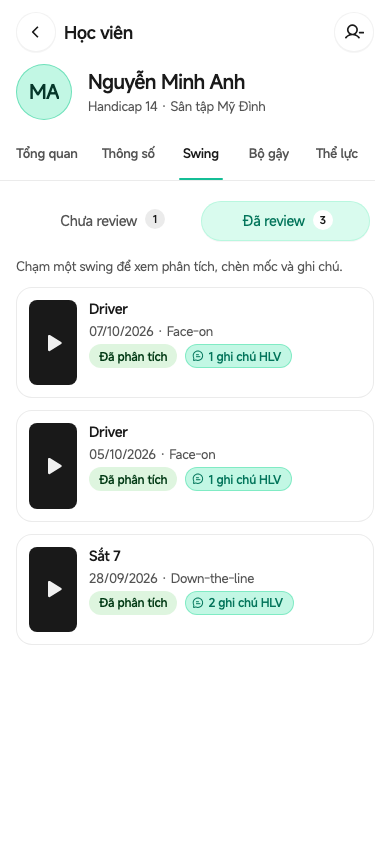 Học viên
MA
Nguyễn Minh Anh
Handicap 14 · Sân tập Mỹ Đình
Tổng quan Thông số Swing Bộ gậy Thể lực
Chưa review 1 Đã review 3
Chạm một swing để xem phân tích, chèn mốc và ghi chú.
Driver
07/10/2026 · Face-on
Đã phân tích 1 ghi chú HLV
Driver
05/10/2026 · Face-on
Đã phân tích 1 ghi chú HLV
Sắt 7
28/09/2026 · Down-the-line
Đã phân tích 2 ghi chú HLV